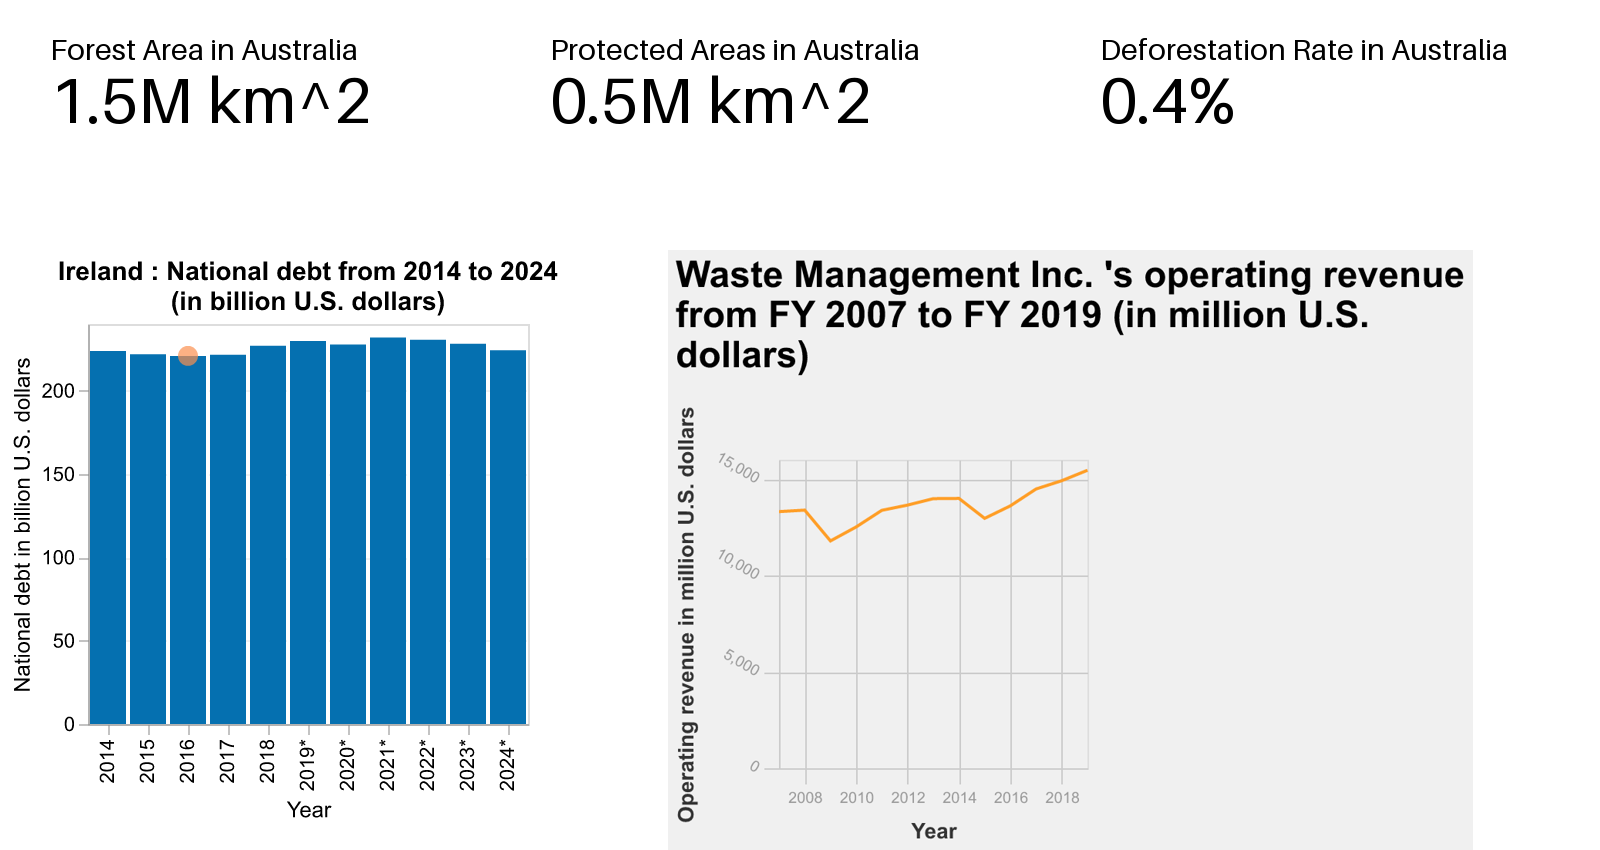 Forest Area in Australia
1.5M km^2
Protected Areas in Australia
0.5M km^2
Deforestation Rate in Australia
0.4%
Ireland : National debt from 2014 to 2024
(in billion U.S. dollars)
National debt in billion U.S. dollars
200
150
100
50
0
2014
2015
2016
2017
2018
2019*
2020*
2021*
2022*
2023*
2024*
Year
Waste Management Inc. 's operating revenue
from FY 2007 to FY 2019 (in million U.S.
dollars)
Operating revenue in million U.S. dollars
15,000
10,000
5,000
0
2008
2010
2012
2014
2016
2018
Year